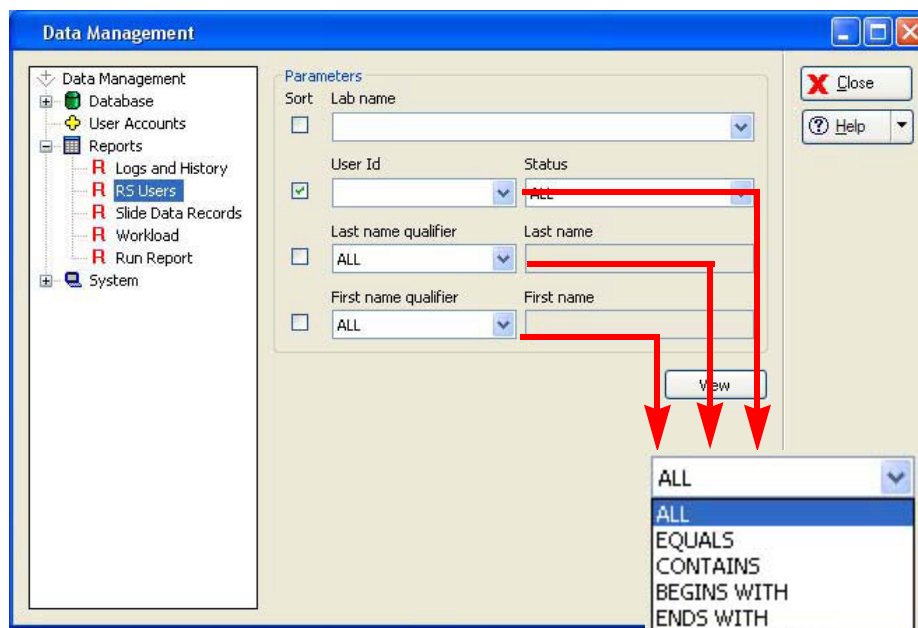 Data Management
Data Management
Database
User Accounts
Reports
R Logs and History
R RS Users
R Slide Data Records
R Workload
R Run Report
System
Parameters
Sort Lab name
User Id Status
ALL
Last name qualifier Last name
ALL
First name qualifier First name
ALL
View
X Close
? Help
ALL
ALL
EQUALS
CONTAINS
BEGINS WITH
ENDS WITH